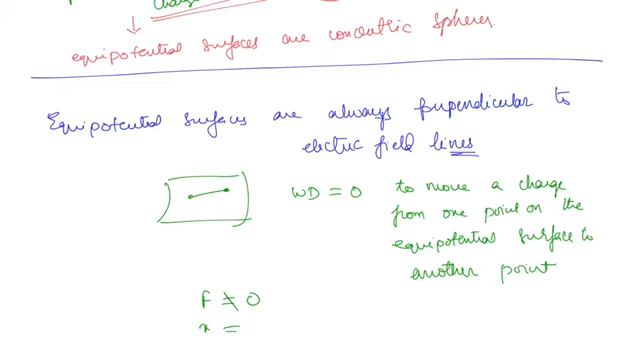 charge
equipotential surfaces are concentric spheres.
Equipotential surfaces are always perpendicular to
electric field lines
WD = 0 to move a charge
from one point on the
equipotential surface to
another point
F ≠ 0
x =